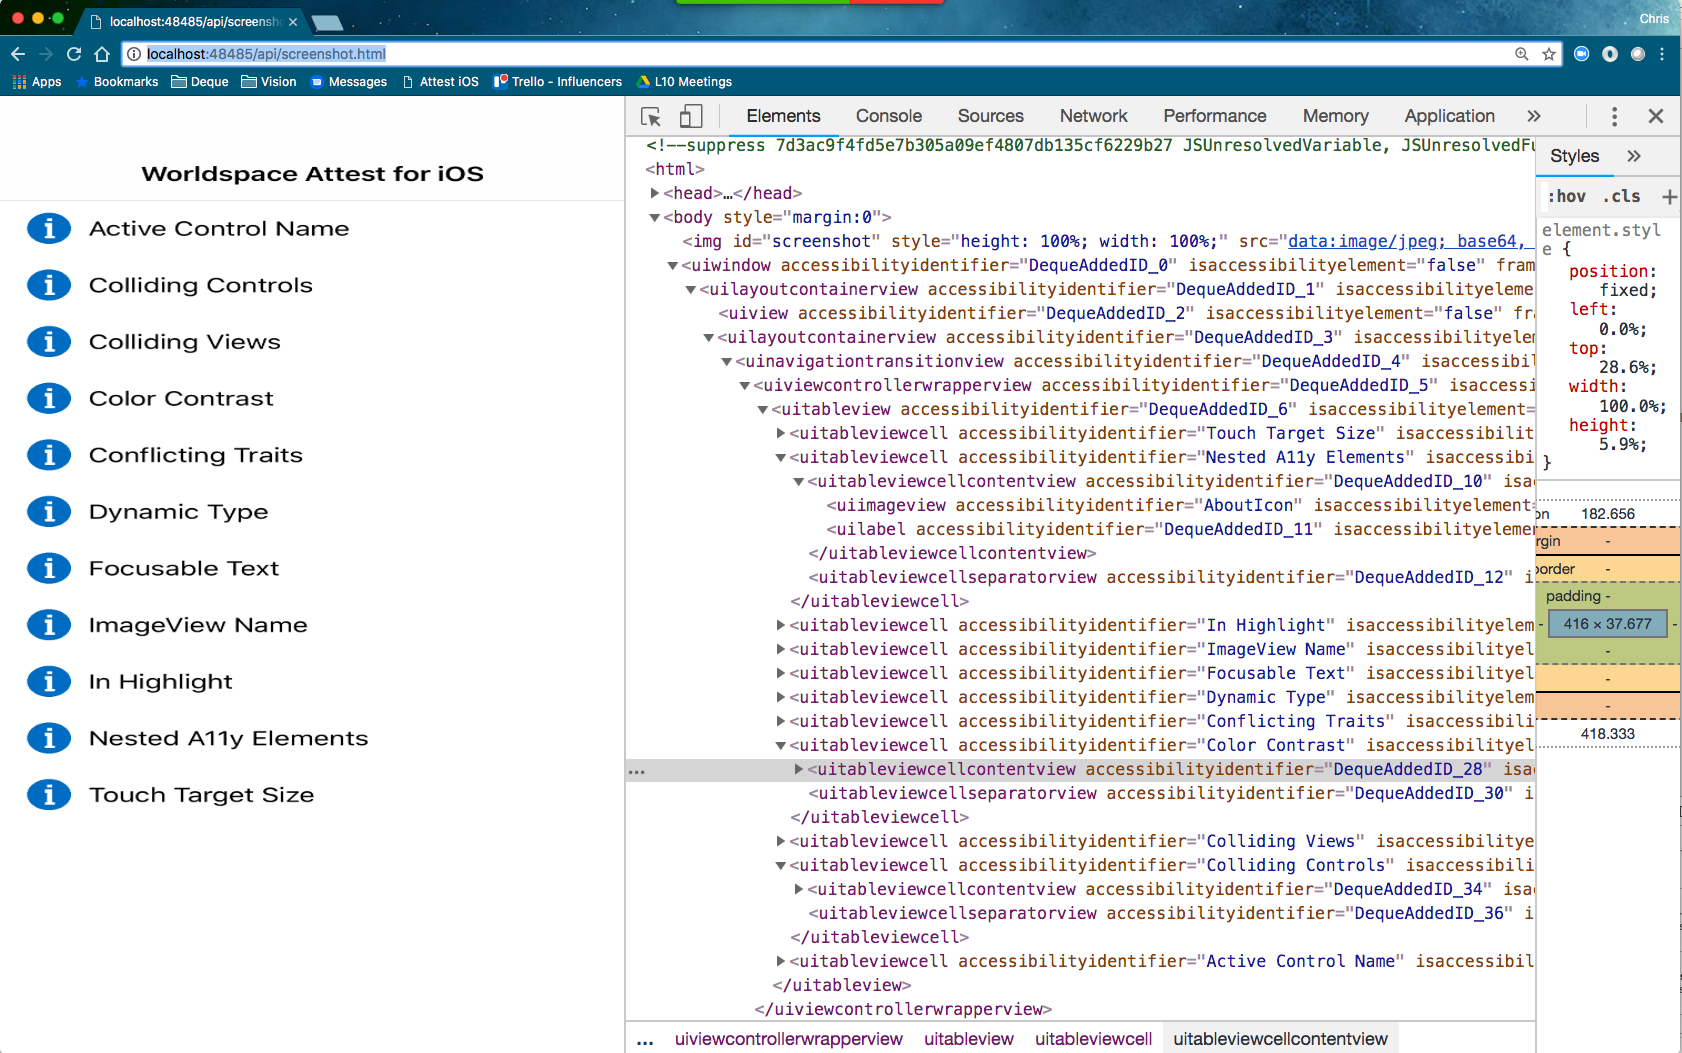 localhost:48485/api/screensho
Chris
localhost:48485/api/screenshot.html
Apps Bookmarks Deque Vision Messages Attest iOS Trello - Influencers L10 Meetings
Worldspace Attest for iOS
Active Control Name
Colliding Controls
Colliding Views
Color Contrast
Conflicting Traits
Dynamic Type
Focusable Text
ImageView Name
In Highlight
Nested A11y Elements
Touch Target Size
Elements Console Sources Network Performance Memory Application »
<!--suppress 7d3ac9f4fd5e7b305a09ef4807db135cf6229b27 JSUnresolvedVariable, JSUnresolvedFu
<html>
<head>…</head>
<body style="margin:0">
<img id="screenshot" style="height: 100%; width: 100%;" src="data:image/jpeg; base64,
<uiwindow accessibilityidentifier="DequeAddedID_0" isaccessibilityelement="false" fram
<uilayoutcontainerview accessibilityidentifier="DequeAddedID_1" isaccessibilityeleme
<uiview accessibilityidentifier="DequeAddedID_2" isaccessibilityelement="false" fra
<uilayoutcontainerview accessibilityidentifier="DequeAddedID_3" isaccessibilityelem
<uinavigationtransitionview accessibilityidentifier="DequeAddedID_4" isaccessibil
<uiviewcontrollerwrapperview accessibilityidentifier="DequeAddedID_5" isaccessi
<uitableview accessibilityidentifier="DequeAddedID_6" isaccessibilityelement=
<uitableviewcell accessibilityidentifier="Touch Target Size" isaccessibilit
<uitableviewcell accessibilityidentifier="Nested A11y Elements" isaccessibi
<uitableviewcellcontentview accessibilityidentifier="DequeAddedID_10" isac
<uiimageview accessibilityidentifier="AboutIcon" isaccessibilityelement=
<uilabel accessibilityidentifier="DequeAddedID_11" isaccessibilityelemen
</uitableviewcellcontentview>
<uitableviewcellseparatorview accessibilityidentifier="DequeAddedID_12" i
</uitableviewcell>
<uitableviewcell accessibilityidentifier="In Highlight" isaccessibilityelem
<uitableviewcell accessibilityidentifier="ImageView Name" isaccessibilityel
<uitableviewcell accessibilityidentifier="Focusable Text" isaccessibilityel
<uitableviewcell accessibilityidentifier="Dynamic Type" isaccessibilityelem
<uitableviewcell accessibilityidentifier="Conflicting Traits" isaccessibili
<uitableviewcell accessibilityidentifier="Color Contrast" isaccessibilityel
… <uitableviewcellcontentview accessibilityidentifier="DequeAddedID_28" isac
<uitableviewcellseparatorview accessibilityidentifier="DequeAddedID_30" i
</uitableviewcell>
<uitableviewcell accessibilityidentifier="Colliding Views" isaccessibilitye
<uitableviewcell accessibilityidentifier="Colliding Controls" isaccessibili
<uitableviewcellcontentview accessibilityidentifier="DequeAddedID_34" isac
<uitableviewcellseparatorview accessibilityidentifier="DequeAddedID_36" i
</uitableviewcell>
<uitableviewcell accessibilityidentifier="Active Control Name" isaccessibil
</uitableview>
</uiviewcontrollerwrapperview>
… uiviewcontrollerwrapperview uitableview uitableviewcell uitableviewcellcontentview
Styles »
:hov .cls +
element.styl
e {
position:
fixed;
left:
0.0%;
top:
28.6%;
width:
100.0%;
height:
5.9%;
}
on 182.656
rgin -
border -
padding -
- 416 × 37.677 -
-
-
-
418.333